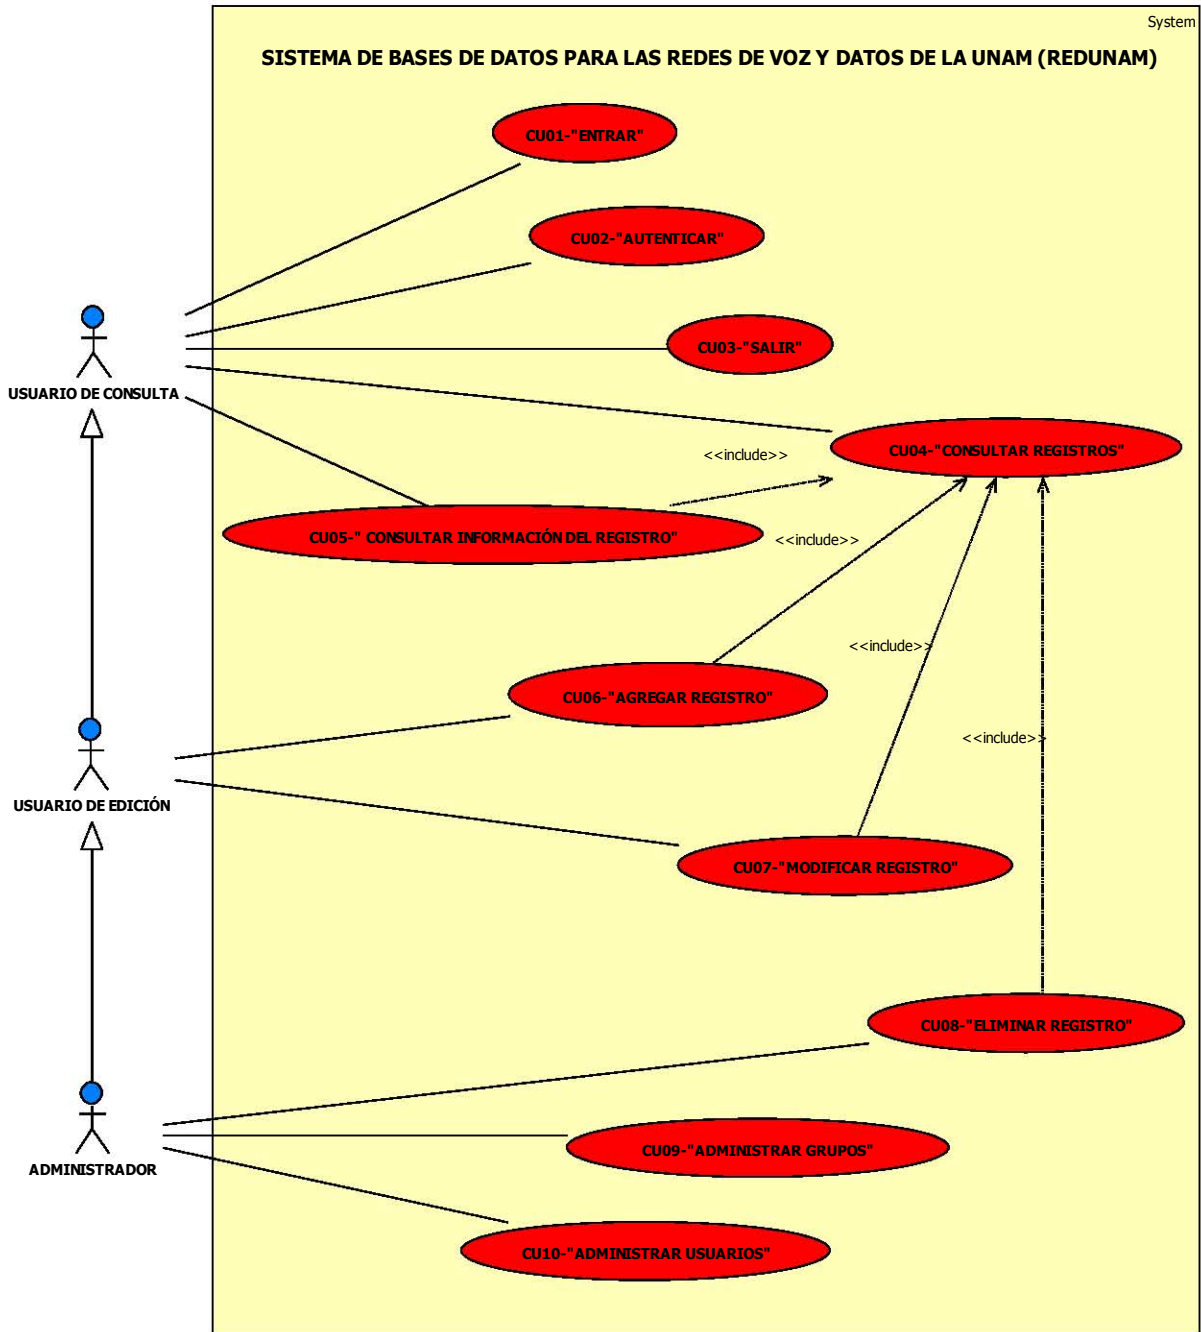 System
SISTEMA DE BASES DE DATOS PARA LAS REDES DE VOZ Y DATOS DE LA UNAM (REDUNAM)
CU01-"ENTRAR"
CU02-"AUTENTICAR"
CU03-"SALIR"
USUARIO DE CONSULTA
CU04-"CONSULTAR REGISTROS"
<<include>>
CU05-" CONSULTAR INFORMACIÓN DEL REGISTRO"
<<include>>
<<include>>
CU06-"AGREGAR REGISTRO"
<<include>>
USUARIO DE EDICIÓN
CU07-"MODIFICAR REGISTRO"
CU08-"ELIMINAR REGISTRO"
CU09-"ADMINISTRAR GRUPOS"
ADMINISTRADOR
CU10-"ADMINISTRAR USUARIOS"